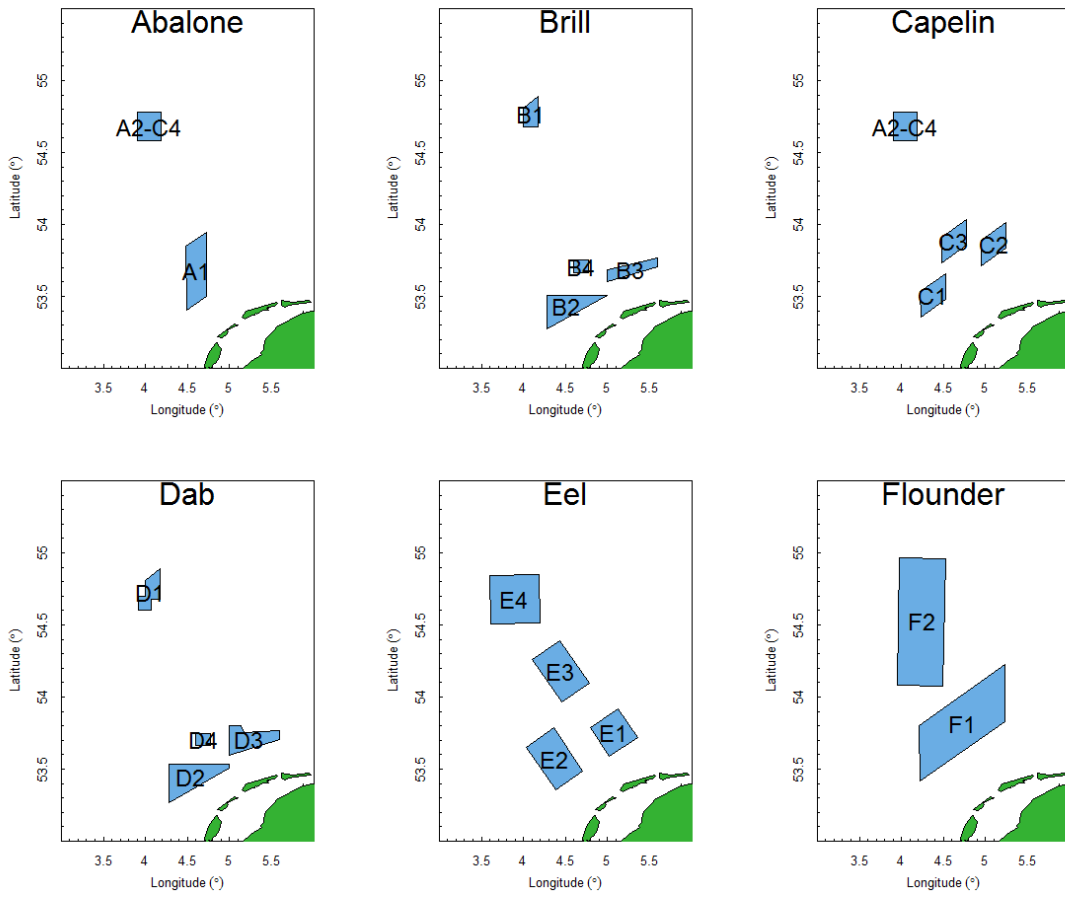 Abalone
55
54.5
54
53.5
Latitude (°)
A2-C4
A1
3.5 4 4.5 5 5.5
Longitude (°)
Brill
55
54.5
54
53.5
Latitude (°)
B1
B4
B3
B2
3.5 4 4.5 5 5.5
Longitude (°)
Capelin
55
54.5
54
53.5
Latitude (°)
A2-C4
C3
C2
C1
3.5 4 4.5 5 5.5
Longitude (°)
Dab
55
54.5
54
53.5
Latitude (°)
D1
D4
D3
D2
3.5 4 4.5 5 5.5
Longitude (°)
Eel
55
54.5
54
53.5
Latitude (°)
E4
E3
E1
E2
3.5 4 4.5 5 5.5
Longitude (°)
Flounder
55
54.5
54
53.5
Latitude (°)
F2
F1
3.5 4 4.5 5 5.5
Longitude (°)